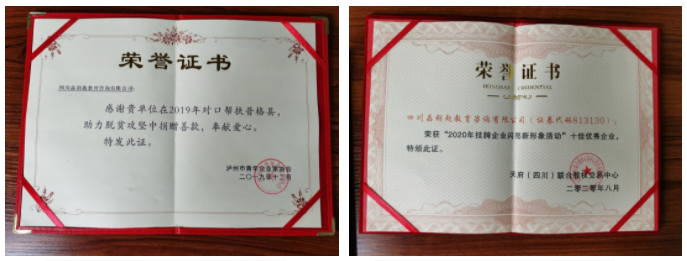 荣誉证书
感谢贵单位在2019年对口帮扶普格县，
助力脱贫攻坚中捐赠善款，奉献爱心。
特发此证。
二〇一九年十二月
荣誉证书
HONORARY CREDENTIAL
四川昌彩起教育咨询有限公司（证券代码813130）：
荣获“2020年挂牌企业闪亮新形象活动”十佳优秀企业，
特颁此证。
天府（四川）联合股权交易中心
二零二零年八月